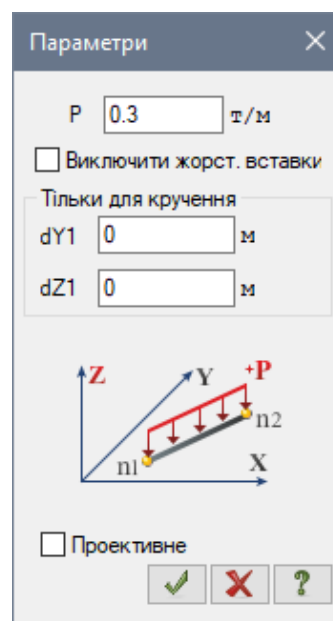 Параметри
P 0.3 т/м
Виключити жорст. вставки
Тільки для кручення
dY1 0 м
dZ1 0 м
Z Y +P
n2
n1 X
Проективне
?